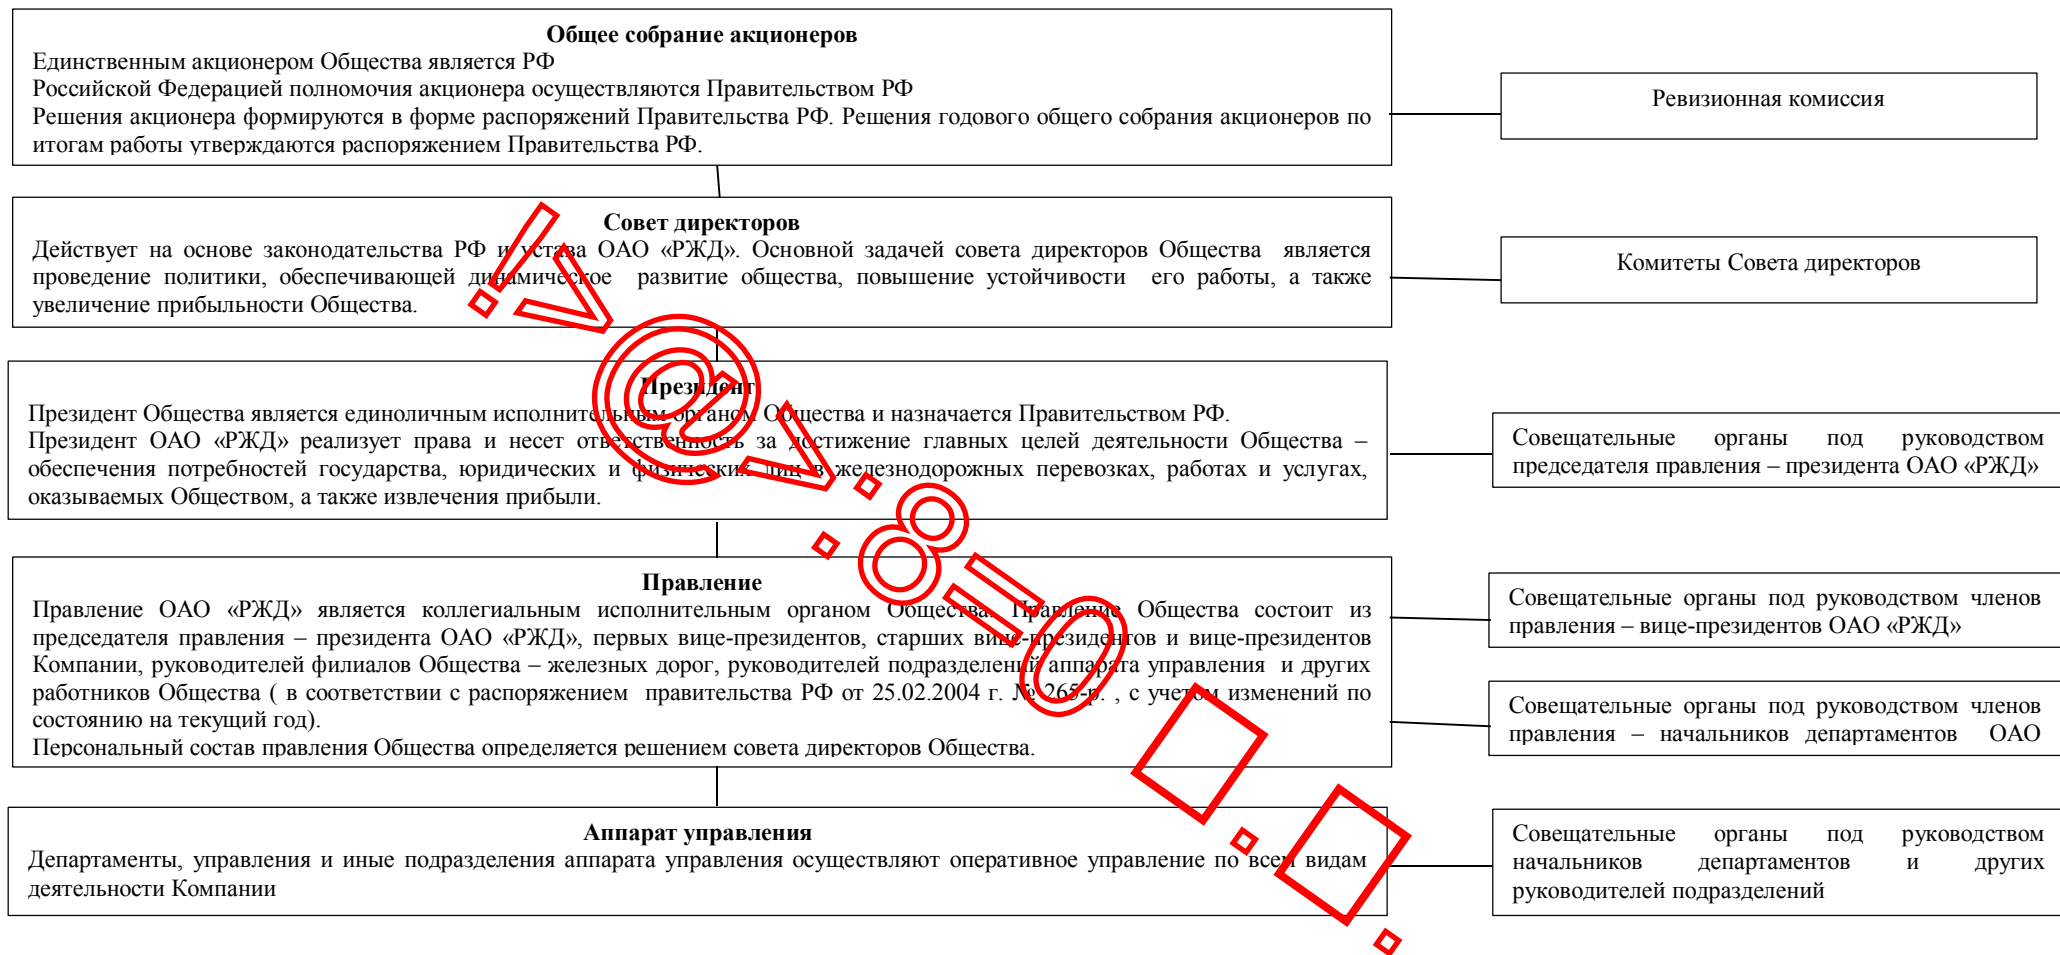 Общее собрание акционеров
Единственным акционером Общества является РФ
Российской Федерацией полномочия акционера осуществляются Правительством РФ
Решения акционера формируются в форме распоряжений Правительства РФ. Решения годового общего собрания акционеров по
итогам работы утверждаются распоряжением Правительства РФ.
Ревизионная комиссия
Совет директоров
Действует на основе законодательства РФ и устава ОАО «РЖД». Основной задачей совета директоров Общества является
проведение политики, обеспечивающей динамическое развитие общества, повышение устойчивости его работы, а также
увеличение прибыльности Общества.
Комитеты Совета директоров
Президент
Президент Общества является единоличным исполнительным органом Общества и назначается Правительством РФ.
Президент ОАО «РЖД» реализует права и несет ответственность за достижение главных целей деятельности Общества –
обеспечения потребностей государства, юридических и физических лиц в железнодорожных перевозках, работах и услугах,
оказываемых Обществом, а также извлечения прибыли.
Совещательные органы под руководством
председателя правления – президента ОАО «РЖД»
Правление
Правление ОАО «РЖД» является коллегиальным исполнительным органом Общества. Правление Общества состоит из
председателя правления – президента ОАО «РЖД», первых вице-президентов, старших вице-президентов и вице-президентов
Компании, руководителей филиалов Общества – железных дорог, руководителей подразделений аппарата управления и других
работников Общества ( в соответствии с распоряжением правительства РФ от 25.02.2004 г. № 265-р. , с учетом изменений по
состоянию на текущий год).
Персональный состав правления Общества определяется решением совета директоров Общества.
Совещательные органы под руководством членов
правления – вице-президентов ОАО «РЖД»
Совещательные органы под руководством членов
правления – начальников департаментов ОАО
Аппарат управления
Департаменты, управления и иные подразделения аппарата управления осуществляют оперативное управление по всем видам
деятельности Компании
Совещательные органы под руководством
начальников департаментов и других
руководителей подразделений